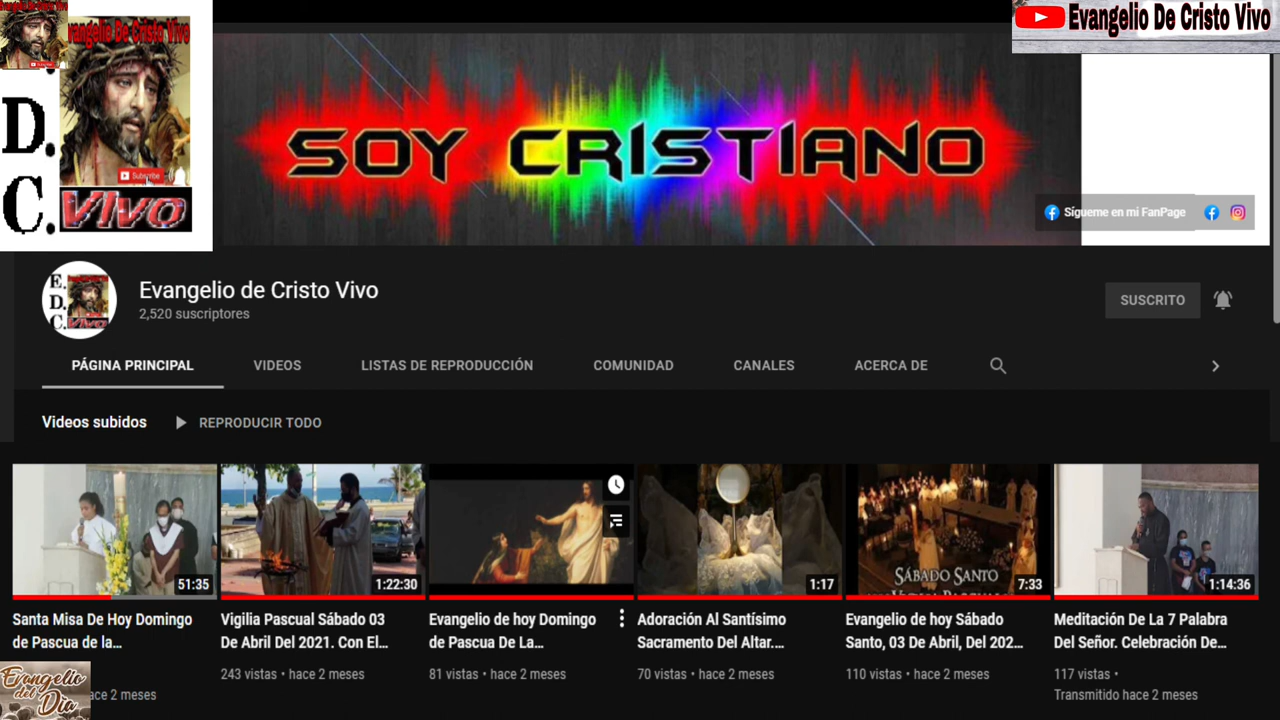 Evangelio De Cristo Vivo
Evangelio De Cristo Vivo
D.
C. Vivo
Subscribe
SOY CRISTIANO
Sígueme en mi FanPage
E.
D.
C. Vivo
Evangelio de Cristo Vivo
2,520 suscriptores
SUSCRITO
PÁGINA PRINCIPAL VIDEOS LISTAS DE REPRODUCCIÓN COMUNIDAD CANALES ACERCA DE
Videos subidos REPRODUCIR TODO
51:35
Santa Misa De Hoy Domingo
de Pascua de la...
ace 2 meses
1:22:30
Vigilia Pascual Sábado 03
De Abril Del 2021. Con El...
243 vistas • hace 2 meses
Evangelio de hoy Domingo
de Pascua De La...
81 vistas • hace 2 meses
1:17
Adoración Al Santísimo
Sacramento Del Altar....
70 vistas • hace 2 meses
SÁBADO SANTO
7:33
Evangelio de hoy Sábado
Santo, 03 De Abril, Del 202...
110 vistas • hace 2 meses
1:14:36
Meditación De La 7 Palabra
Del Señor. Celebración De...
117 vistas •
Transmitido hace 2 meses
Evangelio
del Día